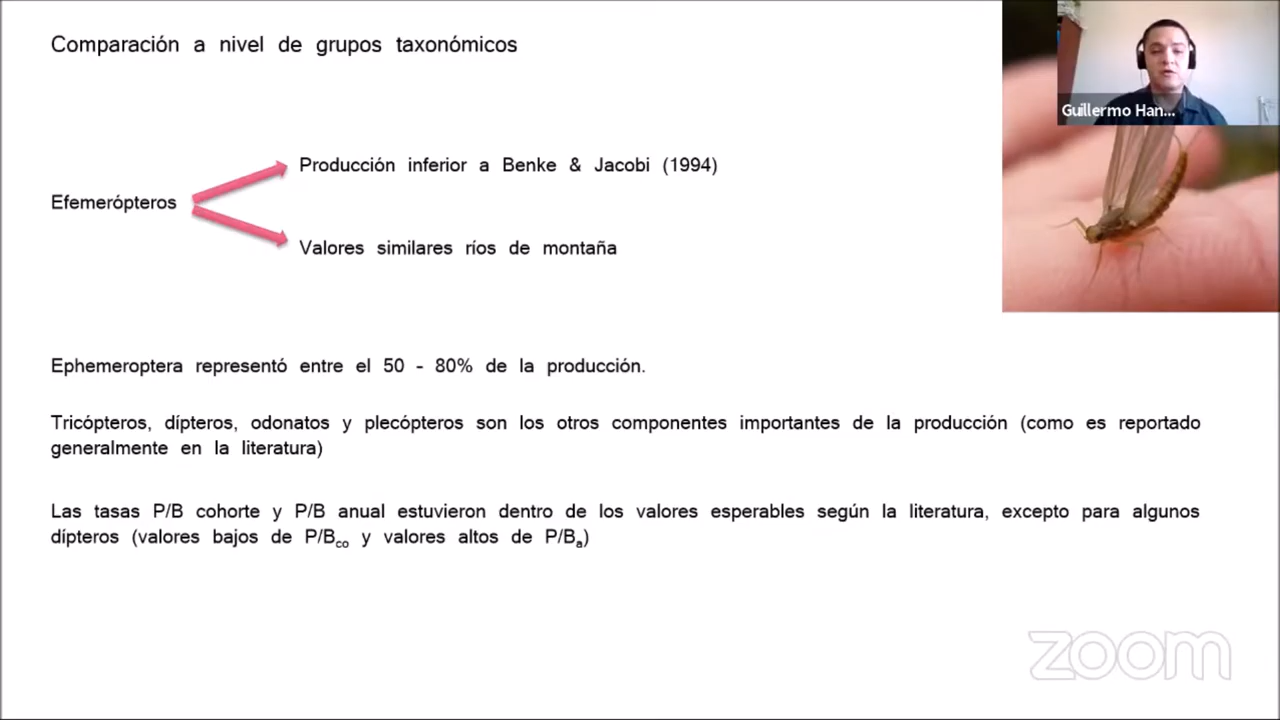 Comparación a nivel de grupos taxonómicos
Guillermo Han...
Producción inferior a Benke & Jacobi (1994)
Efemerópteros
Valores similares ríos de montaña
Ephemeroptera representó entre el 50 - 80% de la producción.
Tricópteros, dípteros, odonatos y plecópteros son los otros componentes importantes de la producción (como es reportado
generalmente en la literatura)
Las tasas P/B cohorte y P/B anual estuvieron dentro de los valores esperables según la literatura, excepto para algunos
dípteros (valores bajos de P/Bco y valores altos de P/Ba)
zoom